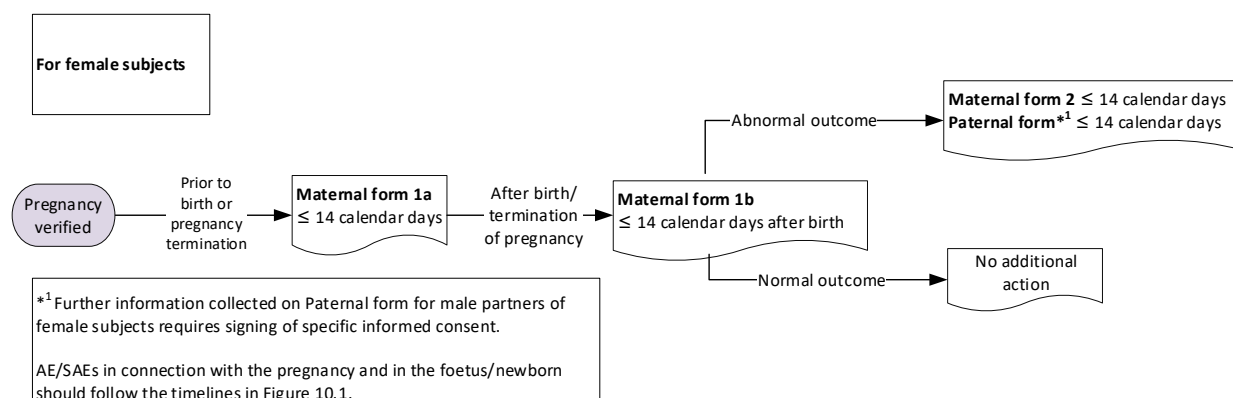 For female subjects
Maternal form 2 ≤ 14 calendar days
Paternal form*1 ≤ 14 calendar days
Abnormal outcome
Pregnancy
verified
Prior to
birth or
pregnancy
termination
Maternal form 1a
≤ 14 calendar days
After birth/
termination
of pregnancy
Maternal form 1b
≤ 14 calendar days after birth
Normal outcome
No additional
action
*1 Further information collected on Paternal form for male partners of
female subjects requires signing of specific informed consent.
AE/SAEs in connection with the pregnancy and in the foetus/newborn
should follow the timelines in Figure 10.1.